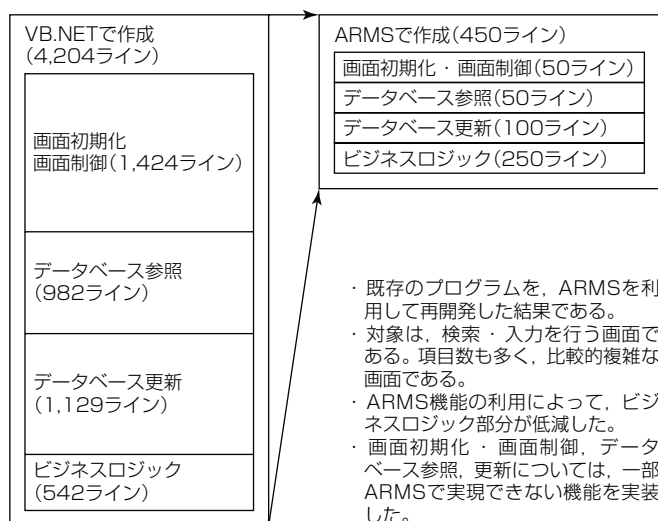 VB.NETで作成
(4,204ライン)
画面初期化
画面制御(1,424ライン)
データベース参照
(982ライン)
データベース更新
(1,129ライン)
ビジネスロジック
(542ライン)
ARMSで作成(450ライン)
画面初期化・画面制御(50ライン)
データベース参照(50ライン)
データベース更新(100ライン)
ビジネスロジック(250ライン)
・既存のプログラムを，ARMSを利
用して再開発した結果である。
・対象は，検索・入力を行う画面で
ある。項目数も多く，比較的複雑な
画面である。
・ARMS機能の利用によって，ビジ
ネスロジック部分が低減した。
・画面初期化・画面制御，データ
ベース参照，更新については，一部
ARMSで実現できない機能を実装
した。